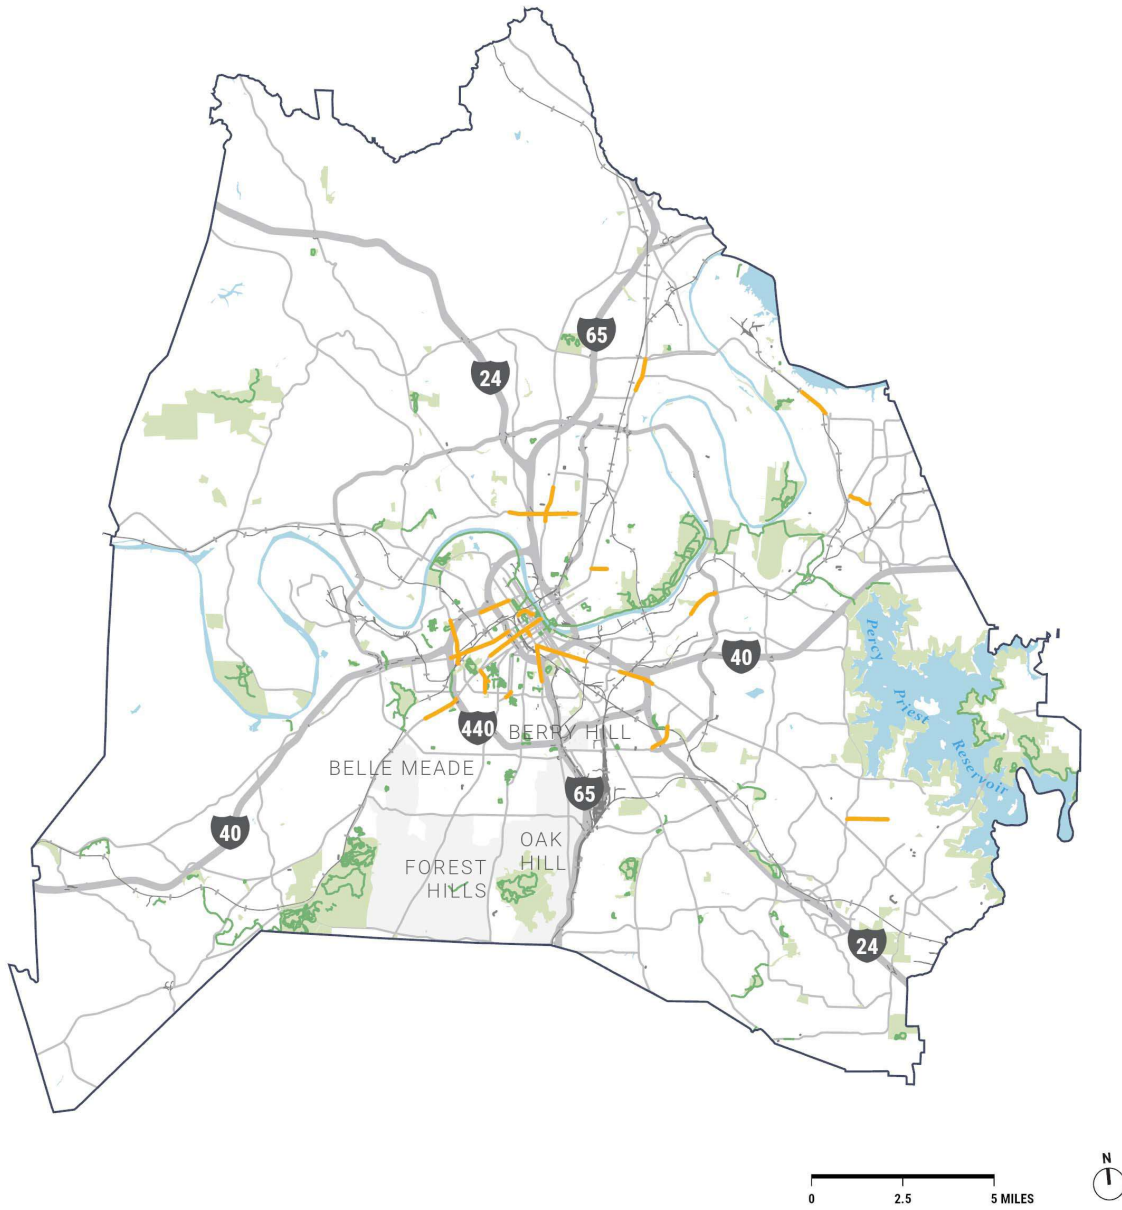 65
24
Percy
40
Priest
440
BERRY HILL
Reservoir
BELLE MEADE
65
40
OAK
HILL
FOREST
HILLS
24
N
0 2.5 5 MILES